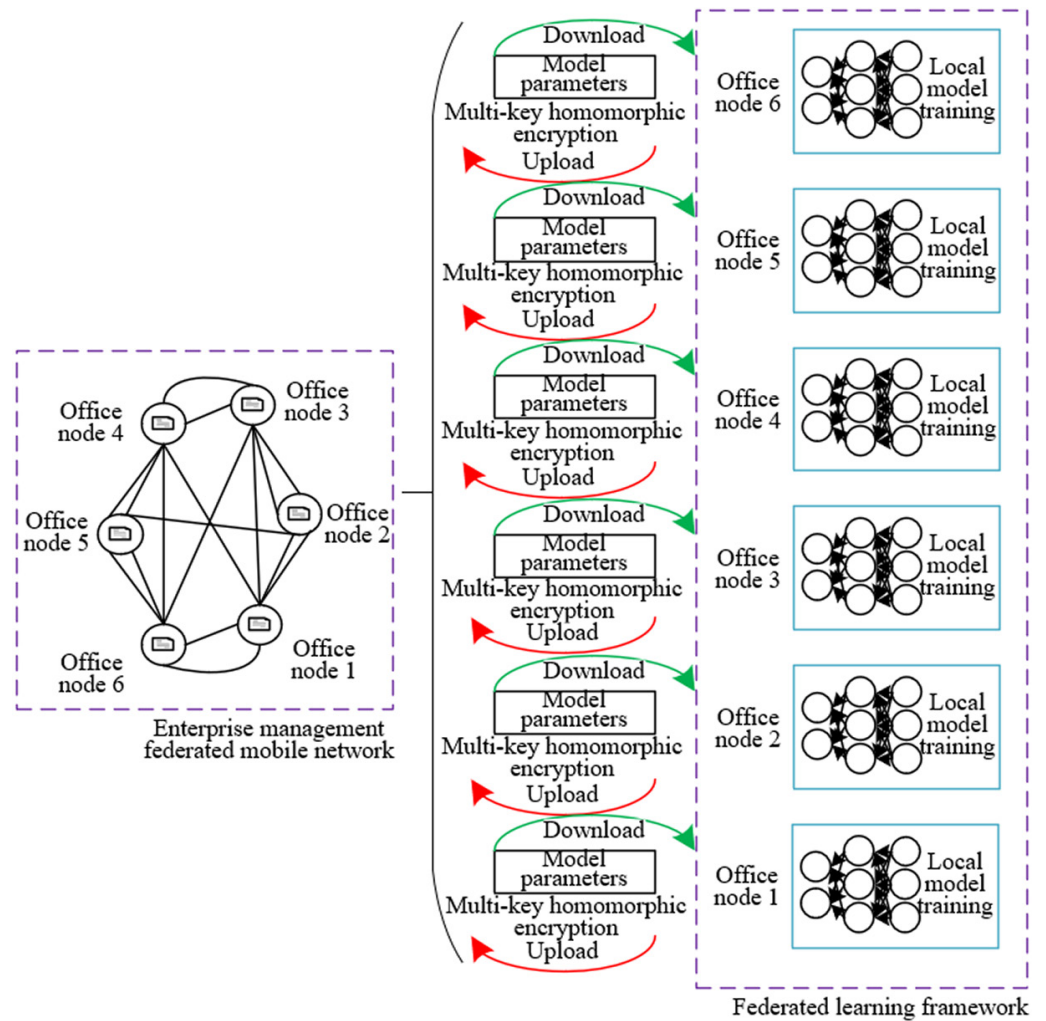 Office
node 4
Office
node 3
Office
node 5
Office
node 2
Office
node 6
Office
node 1
Enterprise management
federated mobile network
Download
Model
parameters
Multi-key homomorphic
encryption
Upload
Download
Model
parameters
Multi-key homomorphic
encryption
Upload
Download
Model
parameters
Multi-key homomorphic
encryption
Upload
Download
Model
parameters
Multi-key homomorphic
encryption
Upload
Download
Model
parameters
Multi-key homomorphic
encryption
Upload
Download
Model
parameters
Multi-key homomorphic
encryption
Upload
Office
node 6
Local
model
training
Office
node 5
Local
model
training
Office
node 4
Local
model
training
Office
node 3
Local
model
training
Office
node 2
Local
model
training
Office
node 1
Local
model
training
Federated learning framework